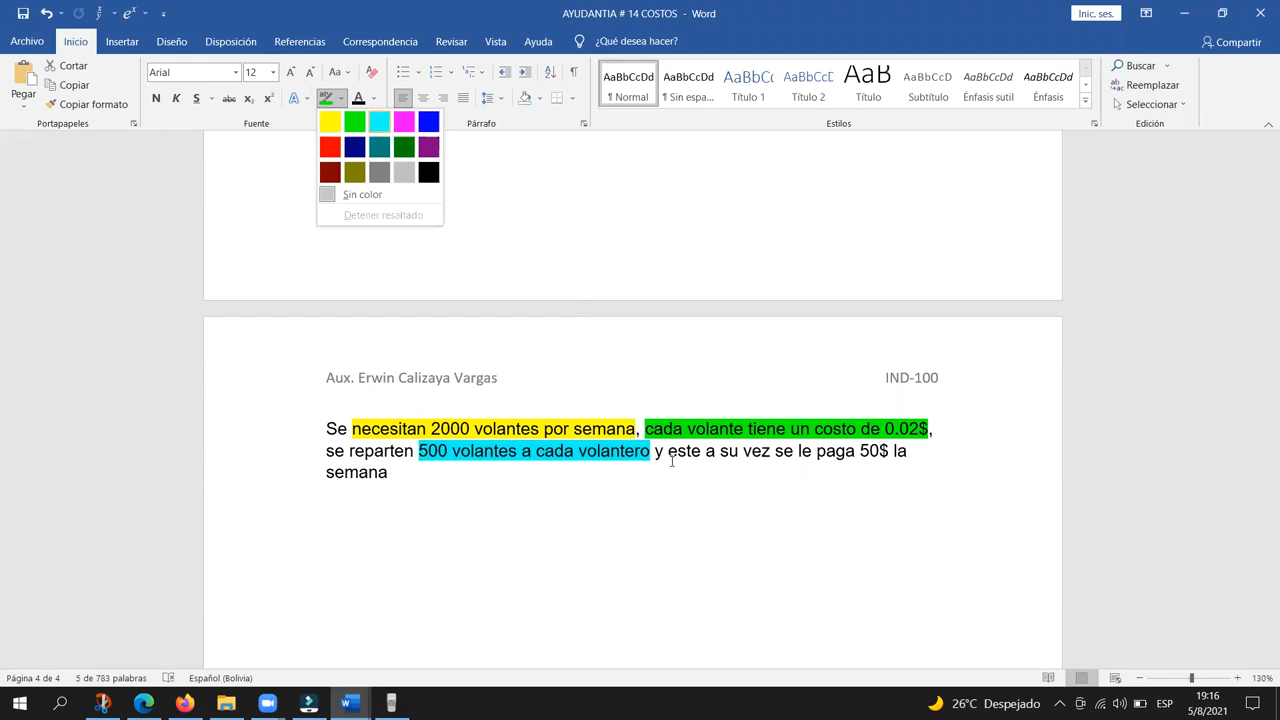 AYUDANTIA # 14 COSTOS - Word
Inic. ses.
Archivo Inicio Insertar Diseño Disposición Referencias Correspondencia Revisar Vista Ayuda ¿Qué desea hacer? Compartir
Pegar
Cortar
Copiar
Copiar formato
Portapapeles
Arial 12
Aa
N K S abc x₂ x² A A
Fuente
Párrafo
AaBbCcDd AaBbCcDd AaBbCc AaBbCcD AaB AaBbCcD AaBbCcDd AaBbCcDd
¶ Normal ¶ Sin espa... Título 1 Título 2 Título Subtítulo Énfasis sutil Énfasis
Estilos
Buscar
Reemplazar
Seleccionar
Edición
Sin color
Detener resaltado
Aux. Erwin Calizaya Vargas IND-100
Se necesitan 2000 volantes por semana, cada volante tiene un costo de 0.02$,
se reparten 500 volantes a cada volantero y este a su vez se le paga 50$ la
semana
Página 4 de 4 5 de 783 palabras Español (Bolivia) 130%
26°C Despejado ESP 19:16
5/8/2021